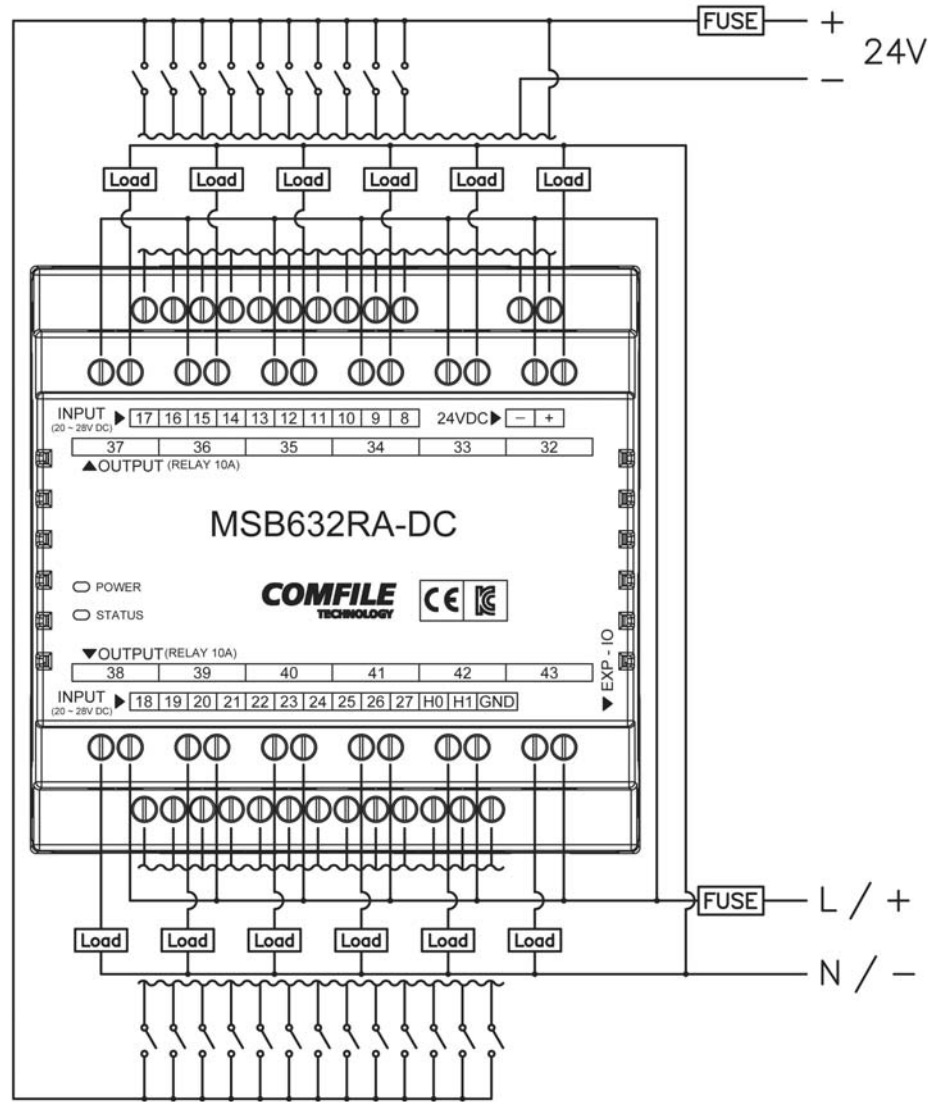 FUSE +
24V
−
Load Load Load Load Load Load
INPUT ▶ 17 16 15 14 13 12 11 10 9 8 24VDC ▶ − +
(20 ~ 28V DC)
37 36 35 34 33 32
▲OUTPUT (RELAY 10A)
MSB632RA-DC
POWER
COMFILE
TECHNOLOGY
CE
STATUS
▼OUTPUT (RELAY 10A)
▼ EXP - IO
38 39 40 41 42 43
INPUT ▶ 18 19 20 21 22 23 24 25 26 27 H0 H1 GND
(20 ~ 28V DC)
FUSE L / +
Load Load Load Load Load Load
N / −